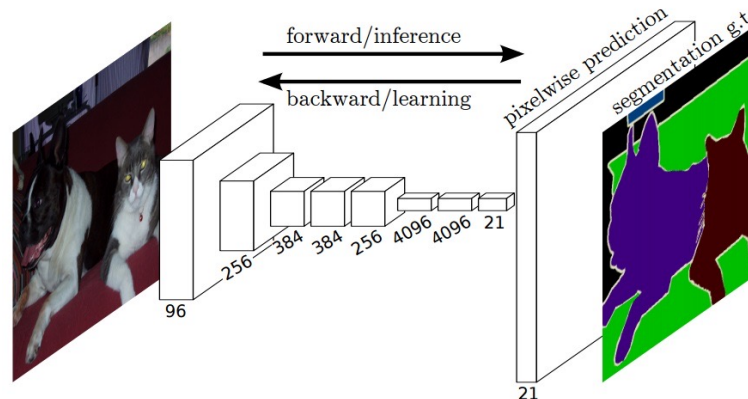 forward/inference
backward/learning
pixelwise prediction
segmentation g.t.
96
256
384
384
256
4096
4096
21
21